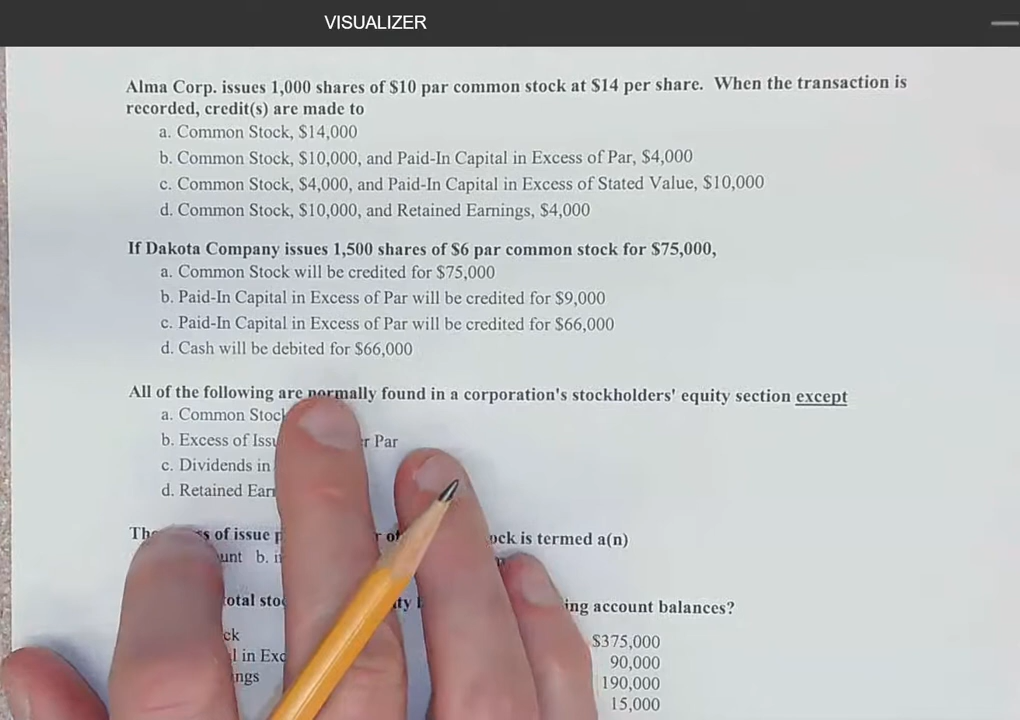 VISUALIZER
Alma Corp. issues 1,000 shares of $10 par common stock at $14 per share. When the transaction is
recorded, credit(s) are made to
a. Common Stock, $14,000
b. Common Stock, $10,000, and Paid-In Capital in Excess of Par, $4,000
c. Common Stock, $4,000, and Paid-In Capital in Excess of Stated Value, $10,000
d. Common Stock, $10,000, and Retained Earnings, $4,000
If Dakota Company issues 1,500 shares of $6 par common stock for $75,000,
a. Common Stock will be credited for $75,000
b. Paid-In Capital in Excess of Par will be credited for $9,000
c. Paid-In Capital in Excess of Par will be credited for $66,000
d. Cash will be debited for $66,000
All of the following are normally found in a corporation's stockholders' equity section except
a. Common
b. Excess of Par
c. Dividends in
d. Retained
of issue ock is termed a(n)
b.
ing account balances?
$375,000
90,000
190,000
15,000